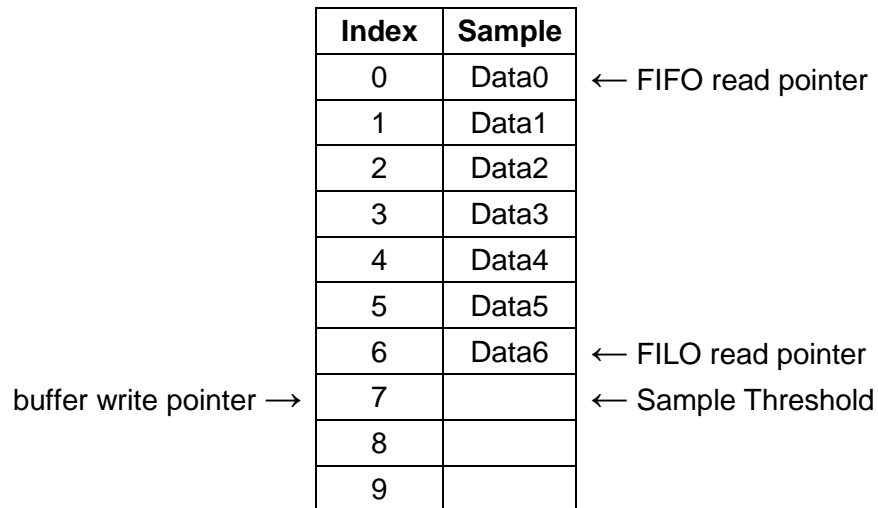 Index Sample
0 Data0 ← FIFO read pointer
1 Data1
2 Data2
3 Data3
4 Data4
5 Data5
6 Data6 ← FILO read pointer
buffer write pointer → 7 ← Sample Threshold
8
9